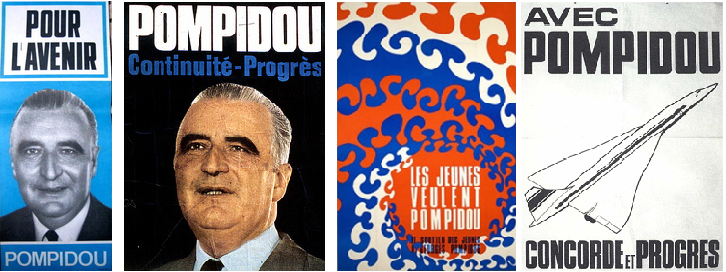 POUR
L'AVENIR
POMPIDOU
POMPIDOU
Continuité-Progrès
LES JEUNES
VEULENT
POMPIDOU
AVEC
POMPIDOU
CONCORDE ET PROGRES